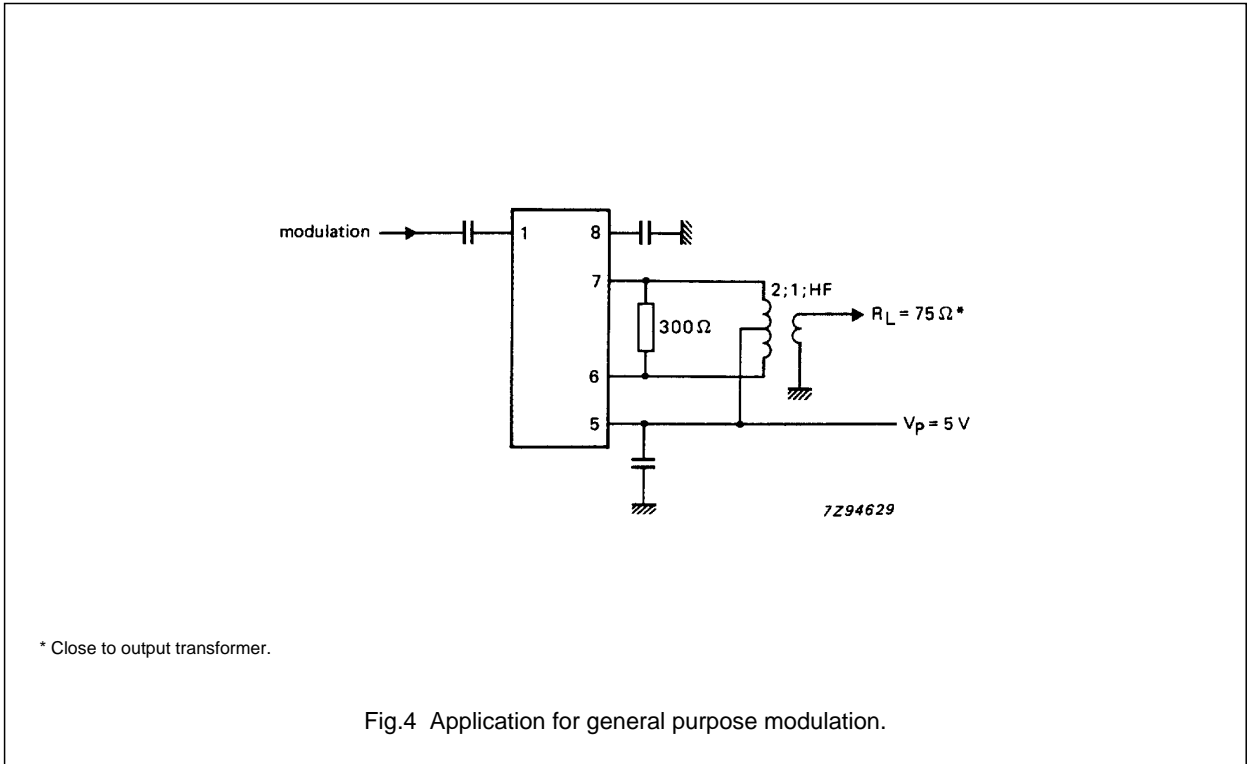 modulation
1
8
7
2;1;HF
R_L = 75 Ω*
300 Ω
6
5
V_P = 5 V
7Z94629
* Close to output transformer.
Fig.4 Application for general purpose modulation.